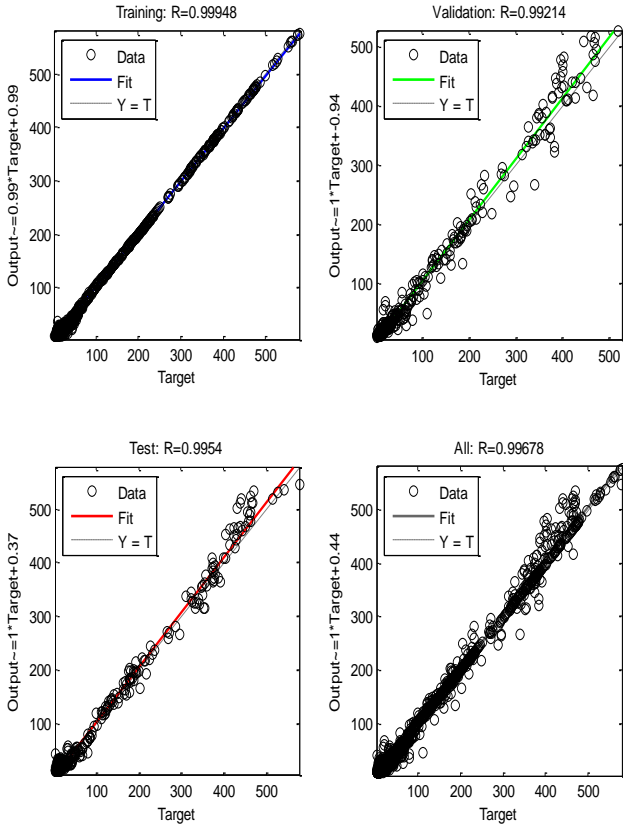 Training: R=0.99948
Output~=0.99*Target+0.99
Data
Fit
Y = T
500
400
300
200
100
100 200 300 400 500
Target
Validation: R=0.99214
Output~=1*Target+-0.94
Data
Fit
Y = T
500
400
300
200
100
100 200 300 400 500
Target
Test: R=0.9954
Output~=1*Target+0.37
Data
Fit
Y = T
500
400
300
200
100
100 200 300 400 500
Target
All: R=0.99678
Output~=1*Target+0.44
Data
Fit
Y = T
500
400
300
200
100
100 200 300 400 500
Target